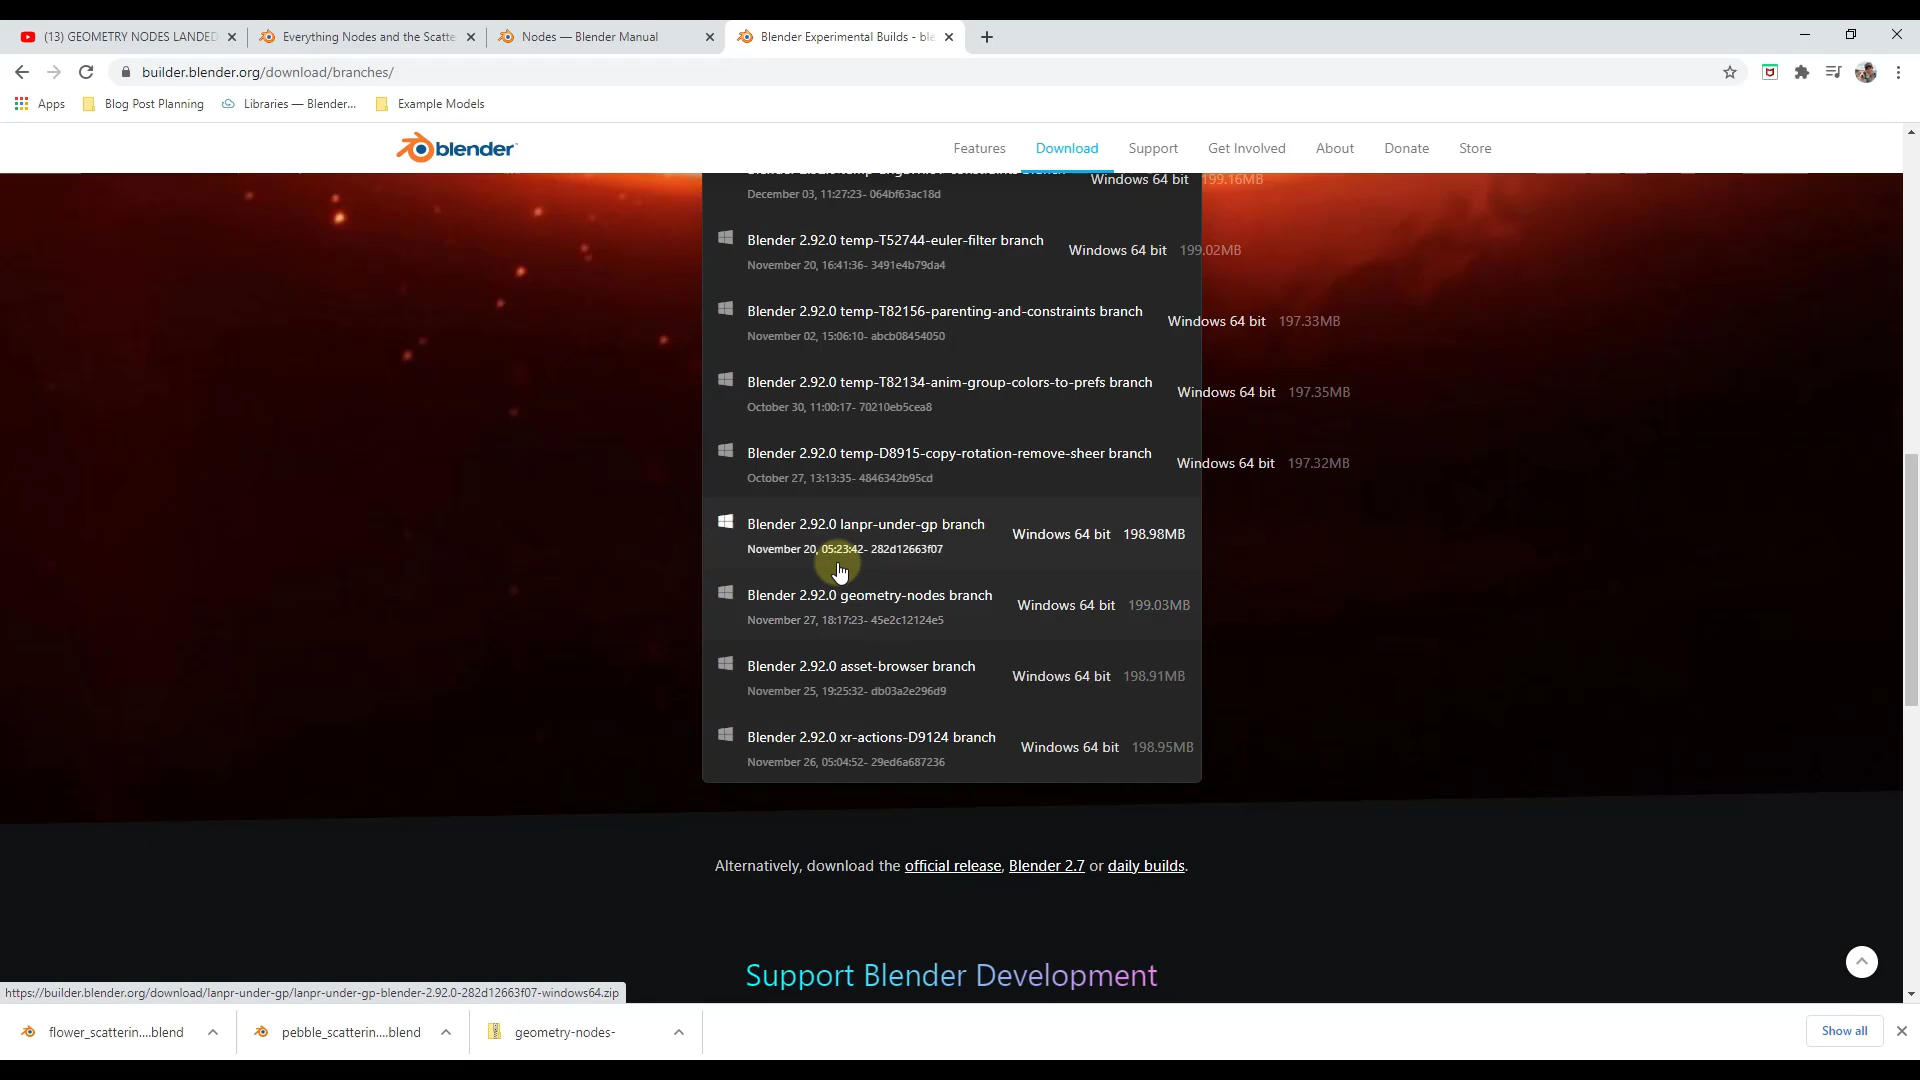 (13) GEOMETRY NODES LANDED
Everything Nodes and the Scatte
Nodes — Blender Manual
Blender Experimental Builds - ble
builder.blender.org/download/branches/
Apps
Blog Post Planning
Libraries — Blender...
Example Models
blender
Features
Download
Support
Get Involved
About
Donate
Store
Windows 64 bit 199.16MB
December 03, 11:27:23- 064bf63ac18d
Blender 2.92.0 temp-T52744-euler-filter branch
Windows 64 bit 199.02MB
November 20, 16:41:36- 3491e4b79da4
Blender 2.92.0 temp-T82156-parenting-and-constraints branch
Windows 64 bit 197.33MB
November 02, 15:06:10- abcb08454050
Blender 2.92.0 temp-T82134-anim-group-colors-to-prefs branch
Windows 64 bit 197.35MB
October 30, 11:00:17- 70210eb5cea8
Blender 2.92.0 temp-D8915-copy-rotation-remove-sheer branch
Windows 64 bit 197.32MB
October 27, 13:13:35- 4846342b95cd
Blender 2.92.0 lanpr-under-gp branch
Windows 64 bit 198.98MB
November 20, 05:23:42- 282d12663f07
Blender 2.92.0 geometry-nodes branch
Windows 64 bit 199.03MB
November 27, 18:17:23- 45e2c12124e5
Blender 2.92.0 asset-browser branch
Windows 64 bit 198.91MB
November 25, 19:25:32- db03a2e296d9
Blender 2.92.0 xr-actions-D9124 branch
Windows 64 bit 198.95MB
November 26, 05:04:52- 29ed6a687236
Alternatively, download the official release, Blender 2.7 or daily builds.
Support Blender Development
https://builder.blender.org/download/lanpr-under-gp/lanpr-under-gp-blender-2.92.0-282d12663f07-windows64.zip
flower_scatterin....blend
pebble_scatterin....blend
geometry-nodes-
Show all